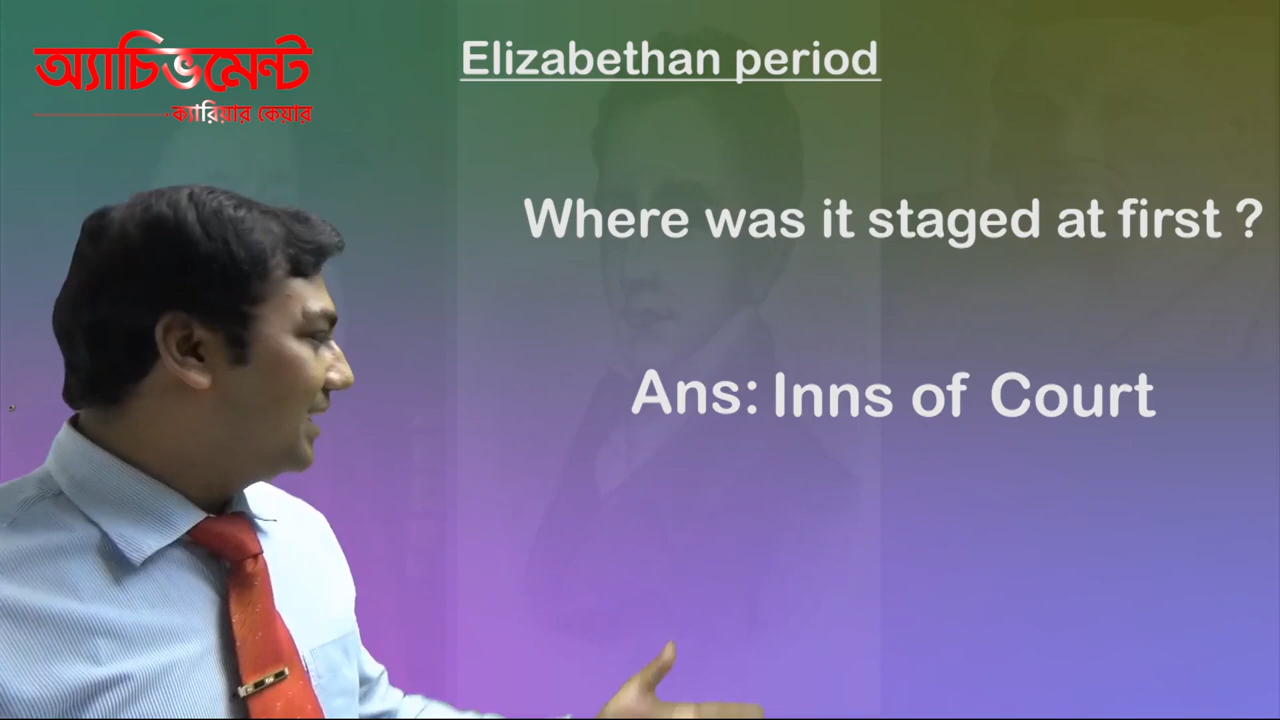 অ্যাচিভমেন্ট
ক্যারিয়ার কেয়ার
Elizabethan period
Where was it staged at first ?
Ans: Inns of Court